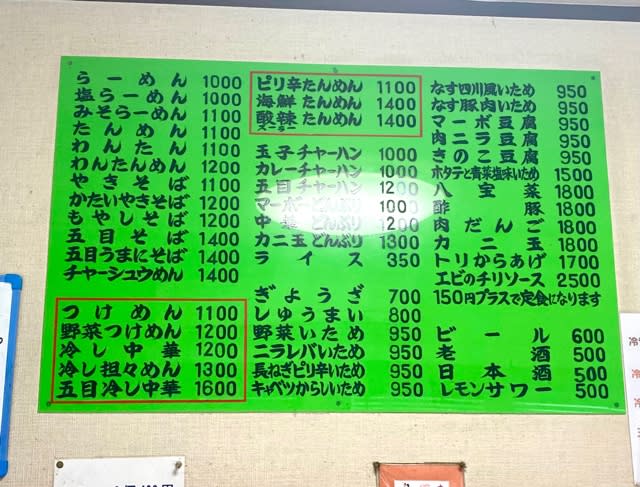 らーめん 1000
塩らーめん 1000
みそらーめん 1100
たんめん 1100
わんたん 1100
わんたんめん 1200
やきそば 1100
かたいやきそば 1200
もやしそば 1200
五目そば 1400
五目うまにそば 1400
チャーシュウめん 1400
つけめん 1100
野菜つけめん 1200
冷し中華 1200
冷し担々めん 1300
五目冷し中華 1600
ピリ辛たんめん 1100
海鮮たんめん 1400
酸辣たんめん 1400
スーラー
玉子チャーハン 1000
カレーチャーハン 1000
五目チャーハン 1200
マーボーどんぶり 1000
中華どんぶり 1200
カニ玉どんぶり 1300
ライス 350
ぎょうざ 700
しゅうまい 800
野菜いため 950
ニラレバいため 950
長ねぎピリ辛いため 950
キャベツからしいため 950
なす四川風いため 950
なす豚肉いため 950
マーボ豆腐 950
肉ニラ豆腐 950
きのこ豆腐 950
ホタテと青菜塩味いため 1500
八宝菜 1800
酢豚 1800
肉だんご 1800
カニ玉 1800
トリからあげ 1700
エビのチリソース 2500
150円プラスで定食になります
ビール 600
老酒 500
日本酒 500
レモンサワー 500